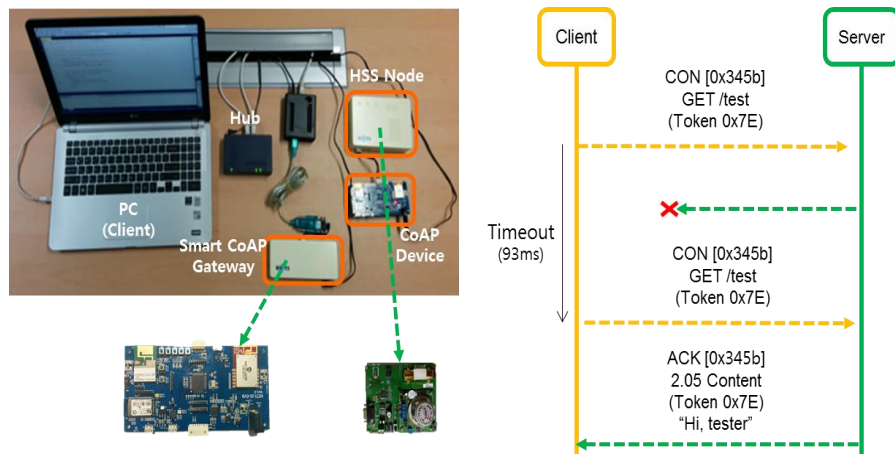 HSS Node
Hub
PC
(Client)
Smart CoAP
Gateway
CoAP
Device
Client
Server
CON [0x345b]
GET /test
(Token 0x7E)
Timeout
(93ms)
CON [0x345b]
GET /test
(Token 0x7E)
ACK [0x345b]
2.05 Content
(Token 0x7E)
“Hi, tester”